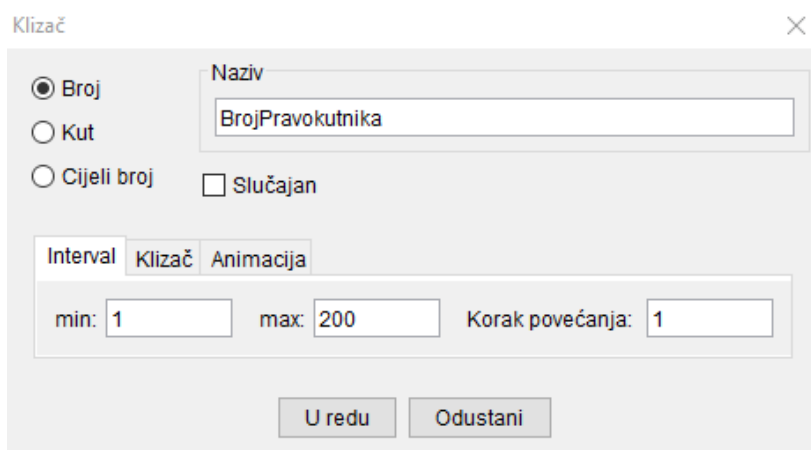 Klizač
Broj
Kut
Cijeli broj
Naziv
BrojPravokutnika
Slučajan
Interval Klizač Animacija
min: 1 max: 200 Korak povećanja: 1
U redu Odustani